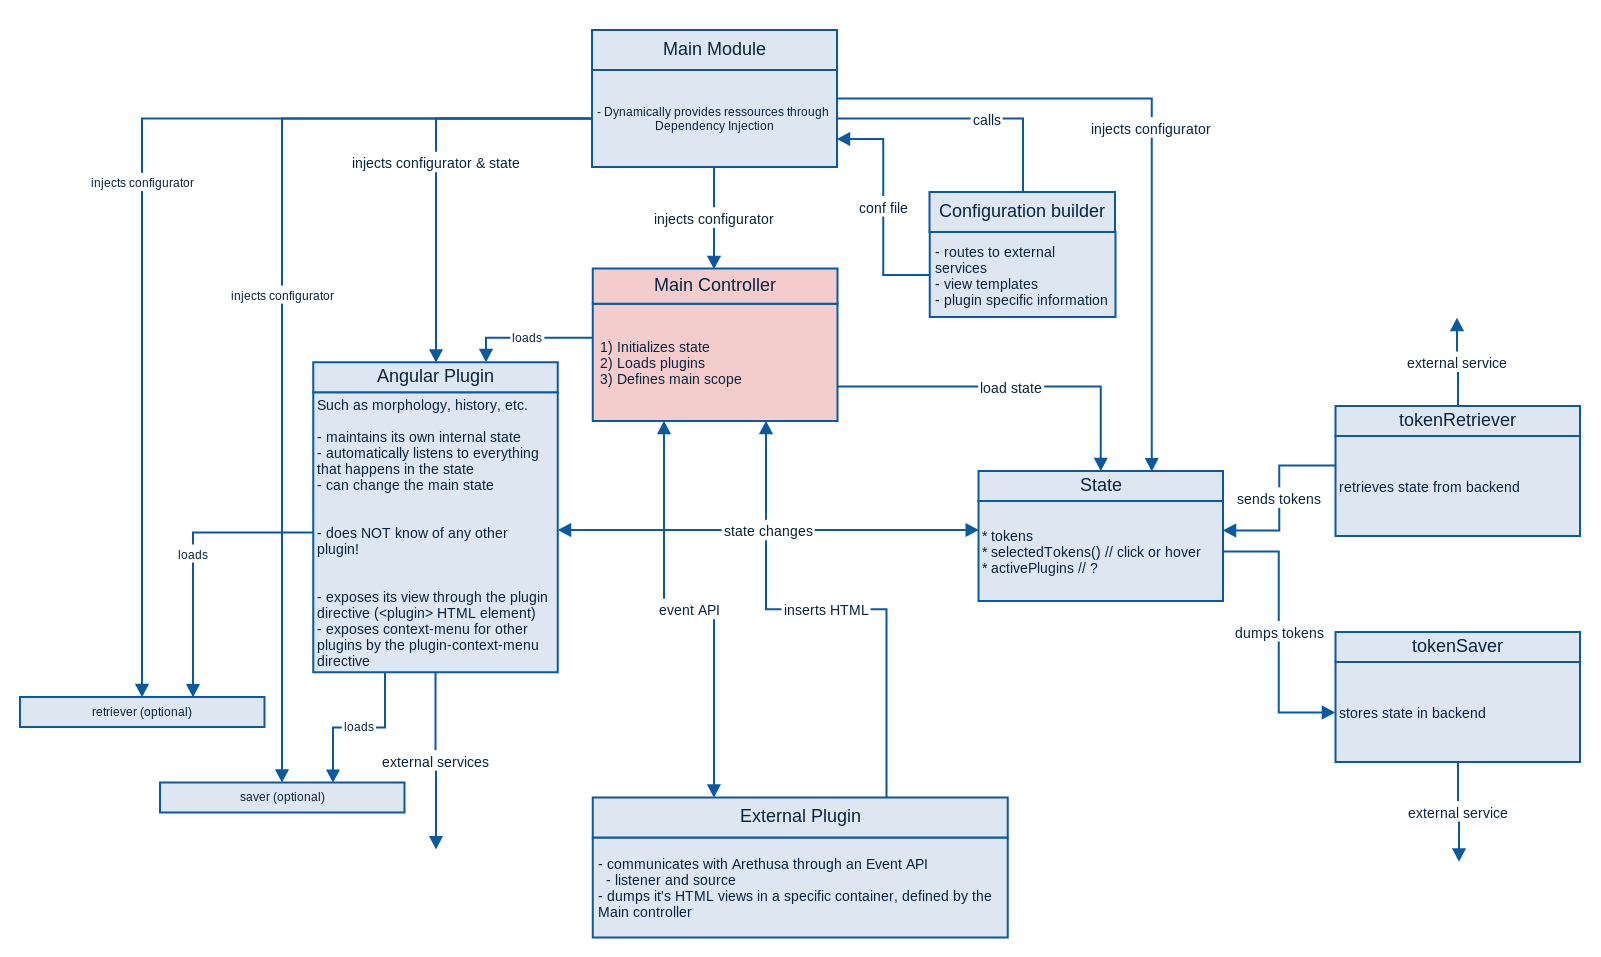 Main Module
- Dynamically provides ressources through
Dependency Injection
calls
injects configurator
injects configurator & state
injects configurator
injects configurator
conf file
Configuration builder
- routes to external
services
- view templates
- plugin specific information
injects configurator
Main Controller
1) Initializes state
2) Loads plugins
3) Defines main scope
loads
load state
external service
Angular Plugin
Such as morphology, history, etc.
- maintains its own internal state
- automatically listens to everything
that happens in the state
- can change the main state
- does NOT know of any other
plugin!
- exposes its view through the plugin
directive (<plugin> HTML element)
- exposes context-menu for other
plugins by the plugin-context-menu
directive
tokenRetriever
retrieves state from backend
sends tokens
State
* tokens
* selectedTokens() // click or hover
* activePlugins // ?
state changes
loads
event API
inserts HTML
dumps tokens
tokenSaver
stores state in backend
retriever (optional)
loads
external services
saver (optional)
external service
External Plugin
- communicates with Arethusa through an Event API
- listener and source
- dumps it's HTML views in a specific container, defined by the
Main controller